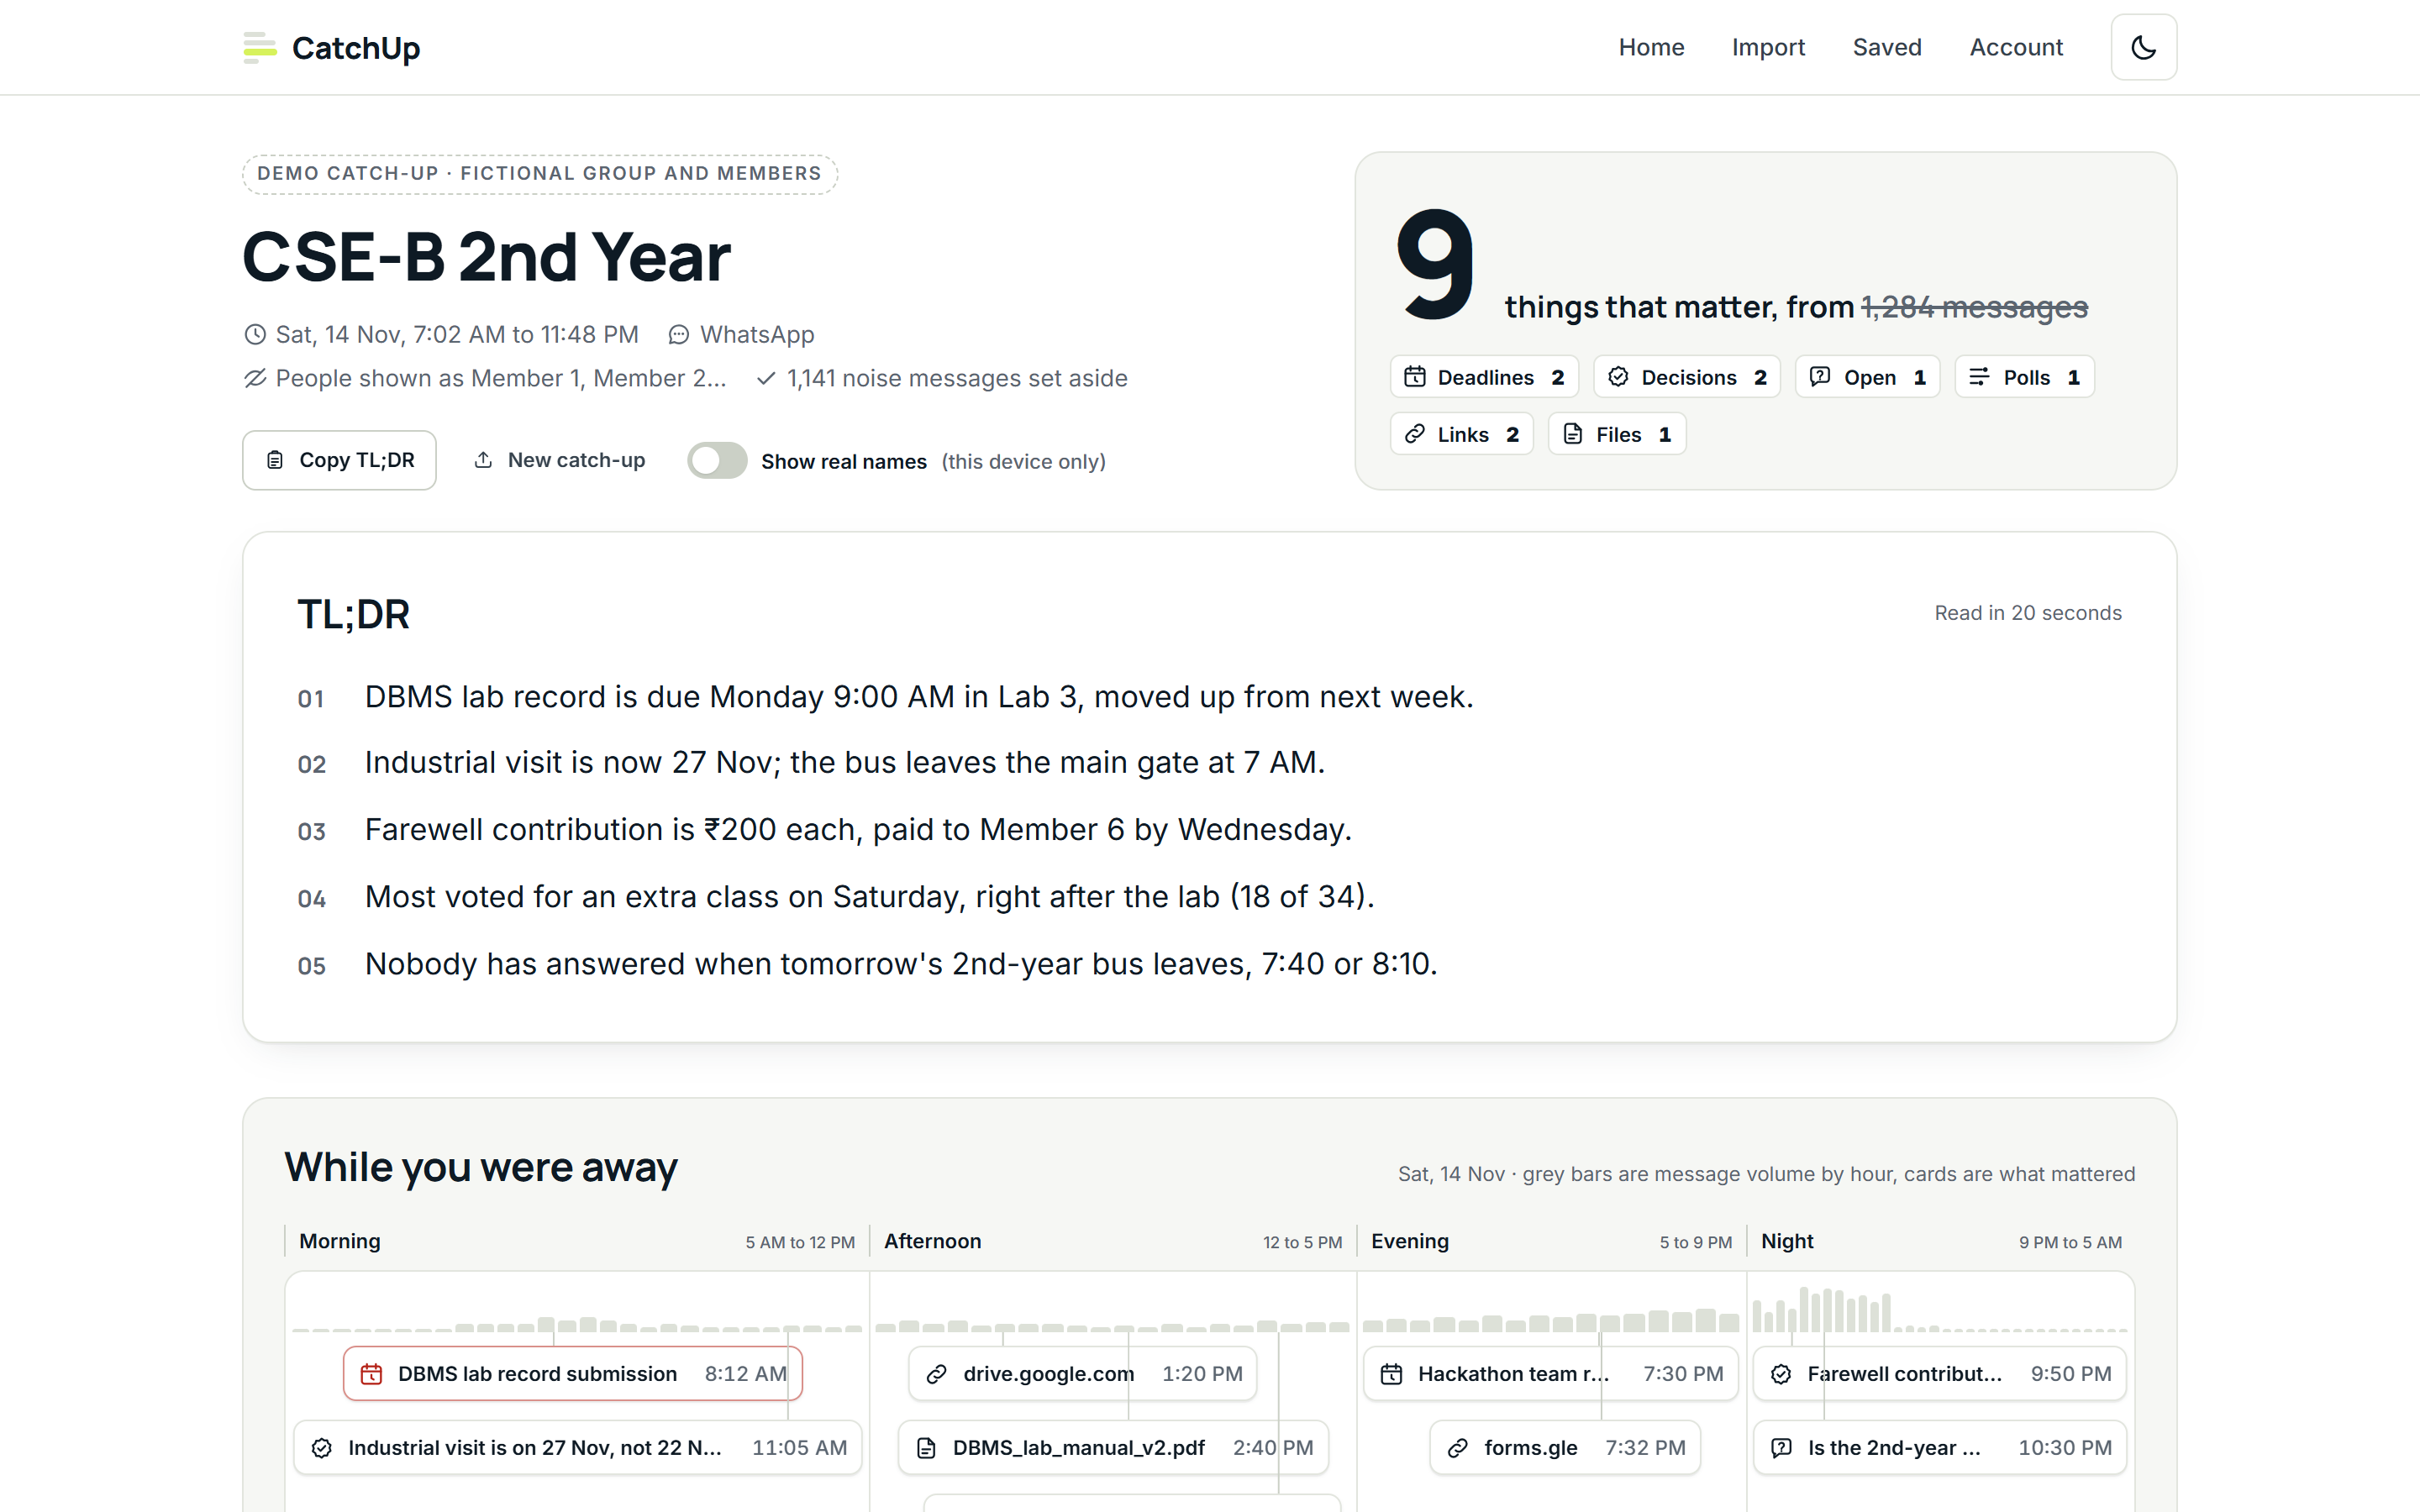 CatchUp
Home Import Saved Account
DEMO CATCH-UP · FICTIONAL GROUP AND MEMBERS
CSE-B 2nd Year
Sat, 14 Nov, 7:02 AM to 11:48 PM WhatsApp
People shown as Member 1, Member 2... 1,141 noise messages set aside
Copy TL;DR New catch-up Show real names (this device only)
9 things that matter, from 1,284 messages
Deadlines 2 Decisions 2 Open 1 Polls 1
Links 2 Files 1
TL;DR
Read in 20 seconds
01 DBMS lab record is due Monday 9:00 AM in Lab 3, moved up from next week.
02 Industrial visit is now 27 Nov; the bus leaves the main gate at 7 AM.
03 Farewell contribution is ₹200 each, paid to Member 6 by Wednesday.
04 Most voted for an extra class on Saturday, right after the lab (18 of 34).
05 Nobody has answered when tomorrow's 2nd-year bus leaves, 7:40 or 8:10.
While you were away
Sat, 14 Nov · grey bars are message volume by hour, cards are what mattered
Morning 5 AM to 12 PM Afternoon 12 to 5 PM Evening 5 to 9 PM Night 9 PM to 5 AM
DBMS lab record submission 8:12 AM drive.google.com 1:20 PM Hackathon team r... 7:30 PM Farewell contribut... 9:50 PM
Industrial visit is on 27 Nov, not 22 N... 11:05 AM DBMS_lab_manual_v2.pdf 2:40 PM forms.gle 7:32 PM Is the 2nd-year ... 10:30 PM